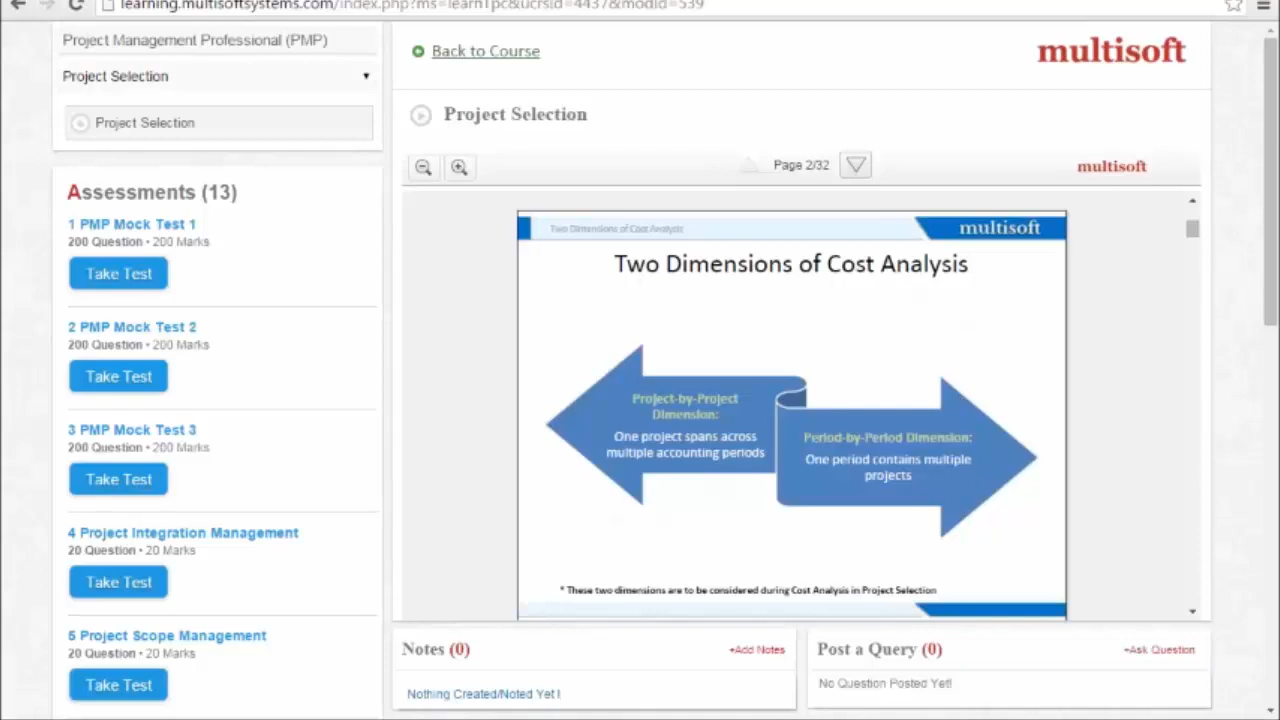 learning.multisoftsystems.com/index.php?ms=learn1pc&ucrsid=4437&modid=539
Project Management Professional (PMP)
Project Selection
Project Selection
Assessments (13)
1 PMP Mock Test 1
200 Question • 200 Marks
Take Test
2 PMP Mock Test 2
200 Question • 200 Marks
Take Test
3 PMP Mock Test 3
200 Question • 200 Marks
Take Test
4 Project Integration Management
20 Question • 20 Marks
Take Test
5 Project Scope Management
20 Question • 20 Marks
Take Test
Back to Course
multisoft
Project Selection
Page 2/32
multisoft
Two Dimensions of Cost Analysis
multisoft
Two Dimensions of Cost Analysis
Project-by-Project
Dimension:
One project spans across
multiple accounting periods
Period-by-Period Dimension:
One period contains multiple
projects
* These two dimensions are to be considered during Cost Analysis in Project Selection
Notes (0)
+Add Notes
Nothing Created/Noted Yet !
Post a Query (0)
+Ask Question
No Question Posted Yet!